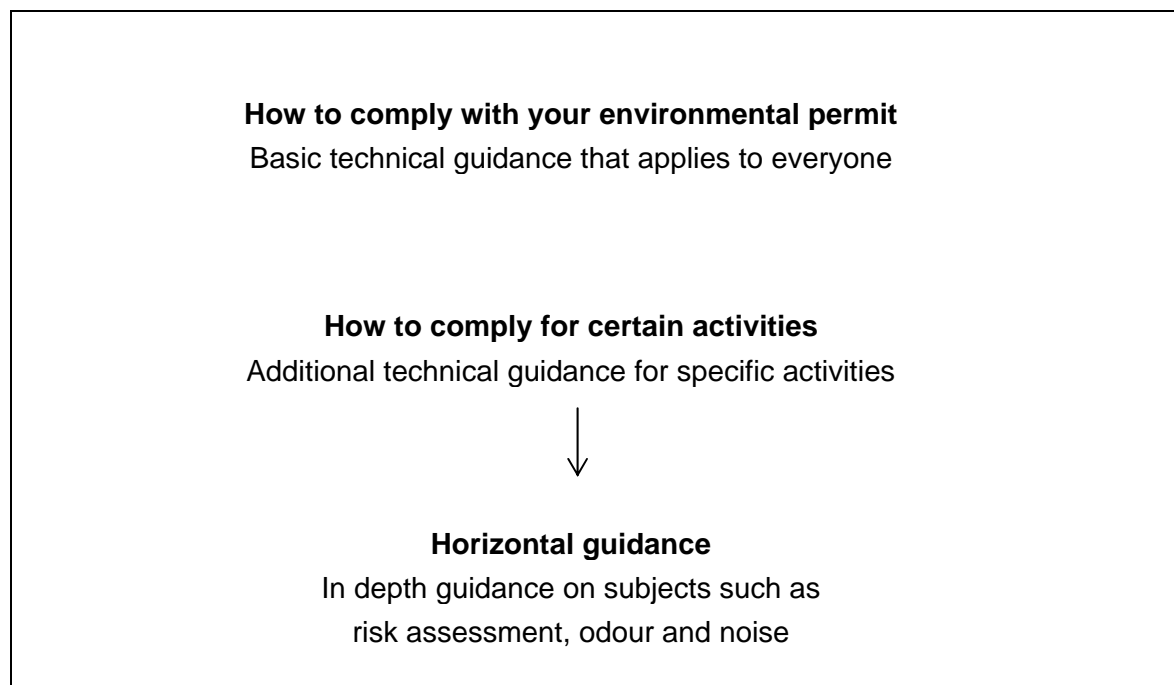 How to comply with your environmental permit
Basic technical guidance that applies to everyone
How to comply for certain activities
Additional technical guidance for specific activities
Horizontal guidance
In depth guidance on subjects such as
risk assessment, odour and noise